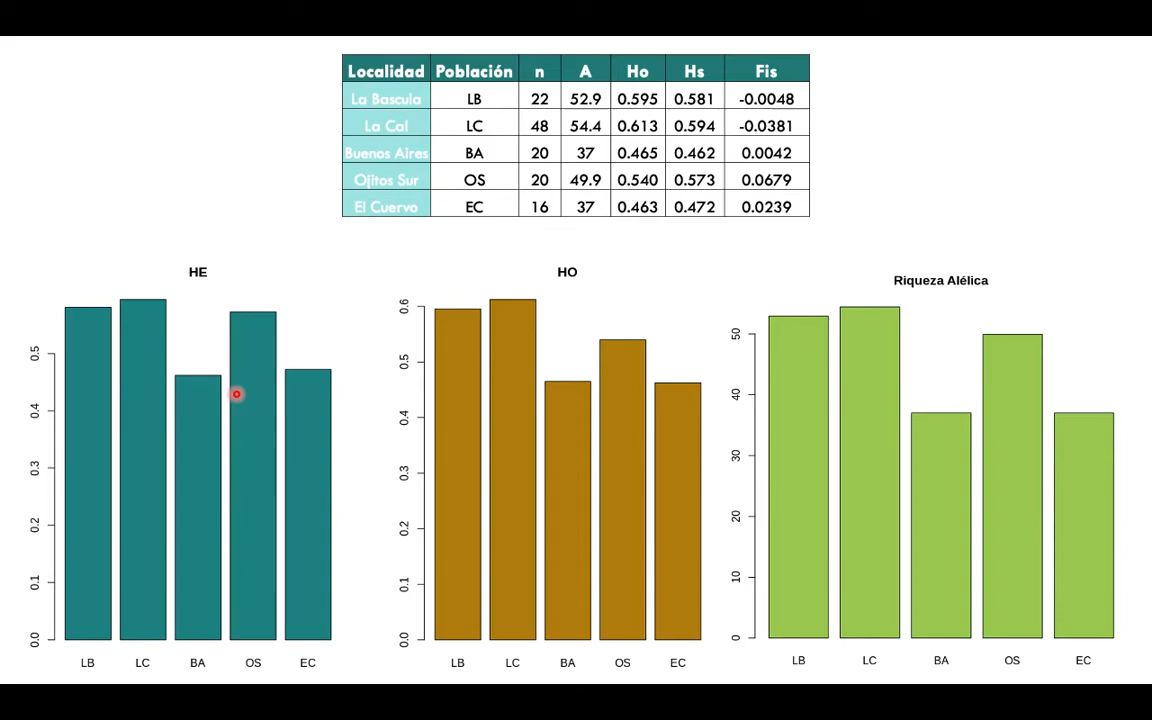 Localidad Población n A Ho Hs Fis
La Bascula LB 22 52.9 0.595 0.581 -0.0048
La Cal LC 48 54.4 0.613 0.594 -0.0381
Buenos Aires BA 20 37 0.465 0.462 0.0042
Ojitos Sur OS 20 49.9 0.540 0.573 0.0679
El Cuervo EC 16 37 0.463 0.472 0.0239
HE
0.5
0.4
0.3
0.2
0.1
0.0
LB LC BA OS EC
HO
0.6
0.5
0.4
0.3
0.2
0.1
0.0
LB LC BA OS EC
Riqueza Alélica
50
40
30
20
10
0
LB LC BA OS EC